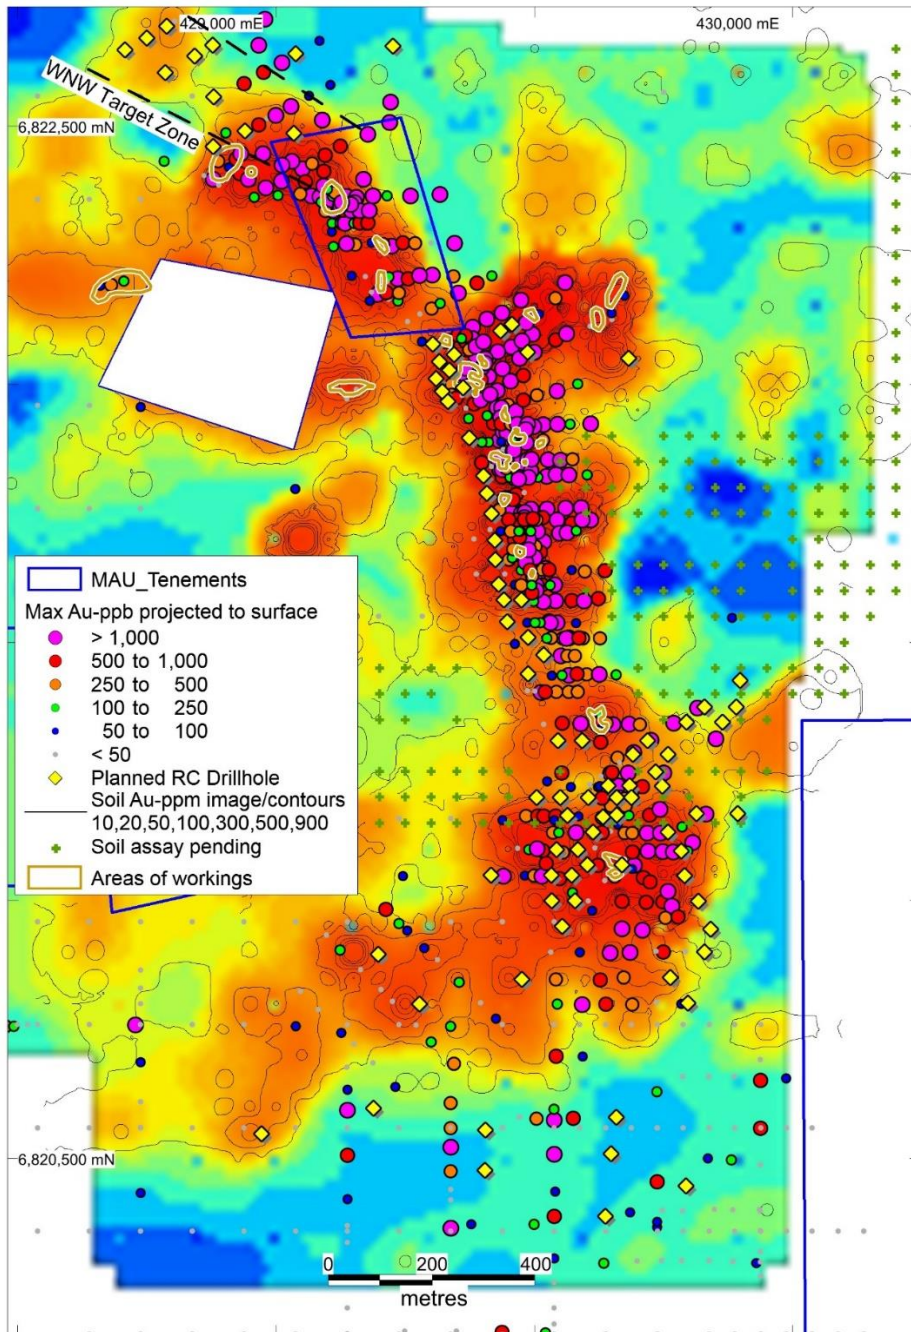 429,000 mE
430,000 mE
WNW Target Zone
6,822,500 mN
MAU_Tenements
Max Au-ppb projected to surface
> 1,000
500 to 1,000
250 to 500
100 to 250
50 to 100
< 50
Planned RC Drillhole
Soil Au-ppm image/contours
10,20,50,100,300,500,900
Soil assay pending
Areas of workings
6,820,500 mN
0 200 400
metres